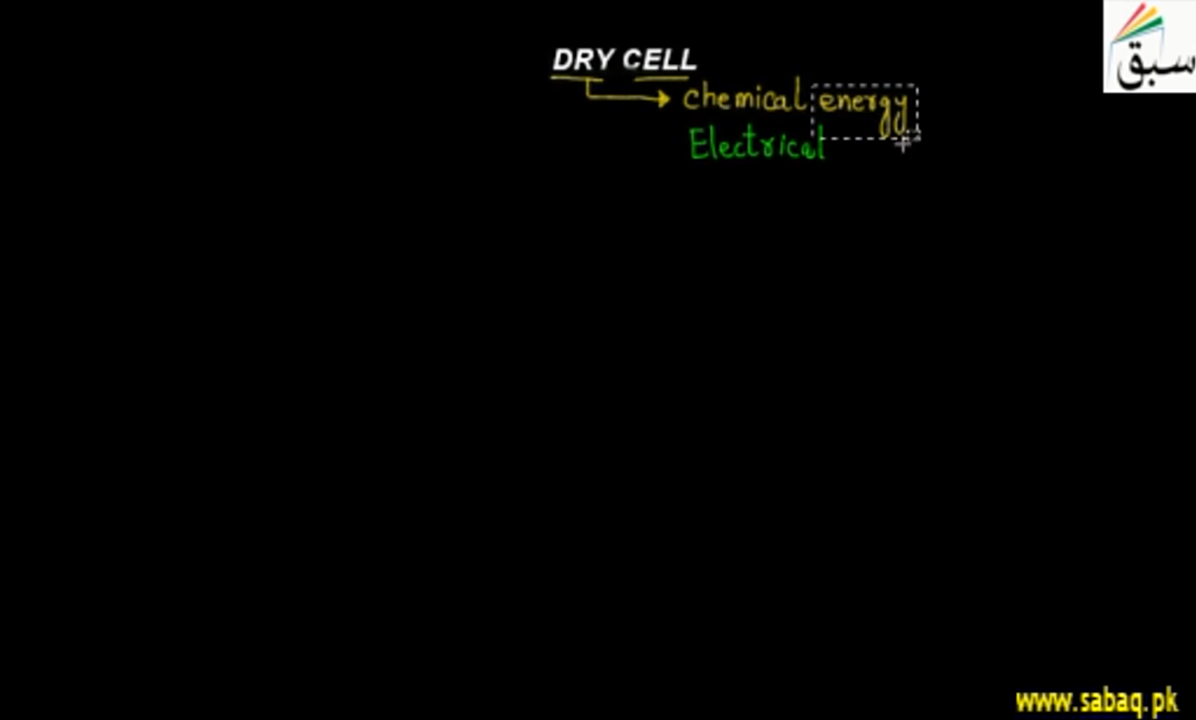 سبق
DRY CELL
chemical energy
Electrical
www.sabaq.pk